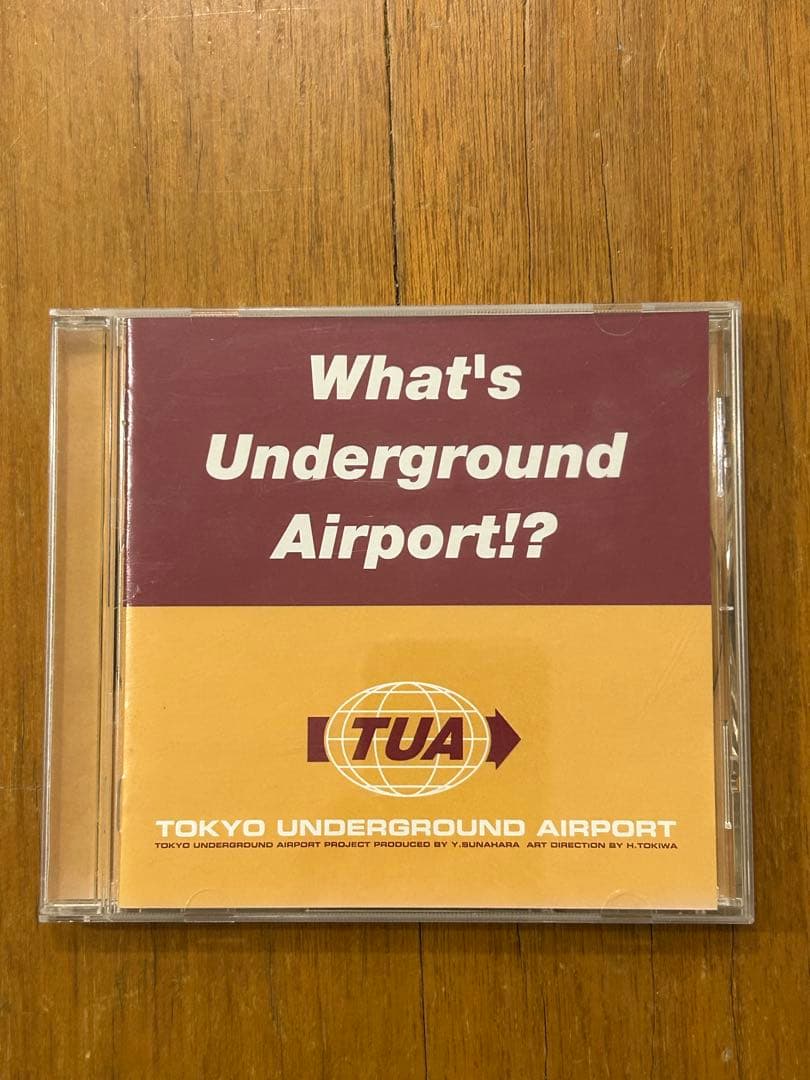 What's
Underground
Airport!?
TUA
TOKYO UNDERGROUND AIRPORT
TOKYO UNDERGROUND AIRPORT PROJECT PRODUCED BY Y.SUNAHARA ART DIRECTION BY H.TOKIWA